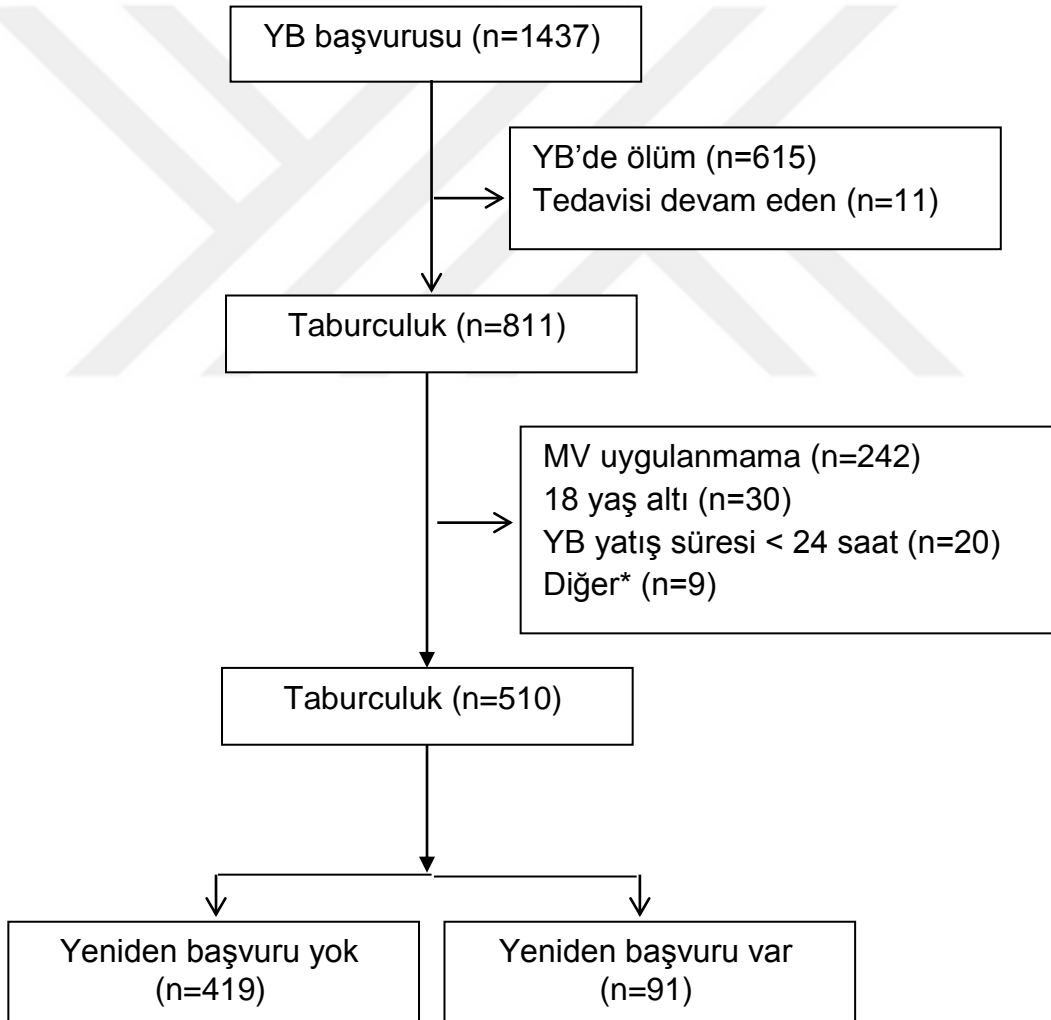 YB başvurusu (n=1437)
YB’de ölüm (n=615)
Tedavisi devam eden (n=11)
Taburculuk (n=811)
MV uygulanmama (n=242)
18 yaş altı (n=30)
YB yatış süresi < 24 saat (n=20)
Diğer* (n=9)
Taburculuk (n=510)
Yeniden başvuru yok
(n=419)
Yeniden başvuru var
(n=91)